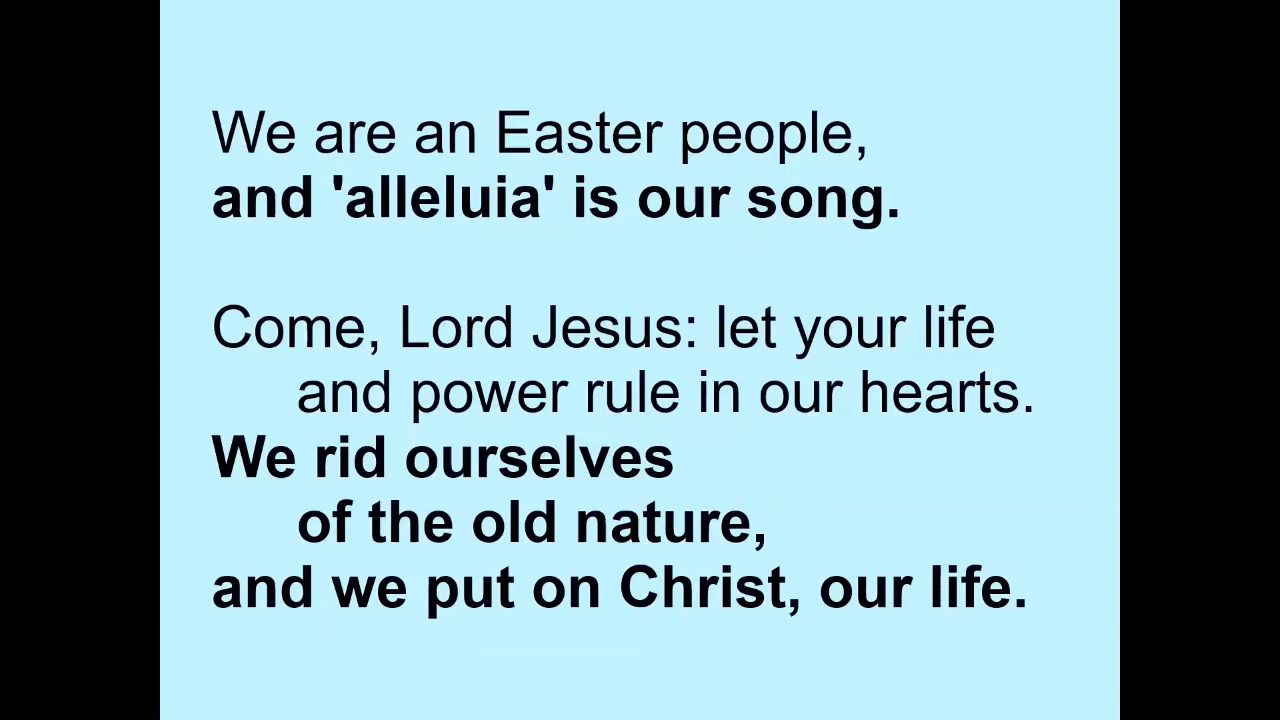 We are an Easter people,
and 'alleluia' is our song.
Come, Lord Jesus: let your life
and power rule in our hearts.
We rid ourselves
of the old nature,
and we put on Christ, our life.